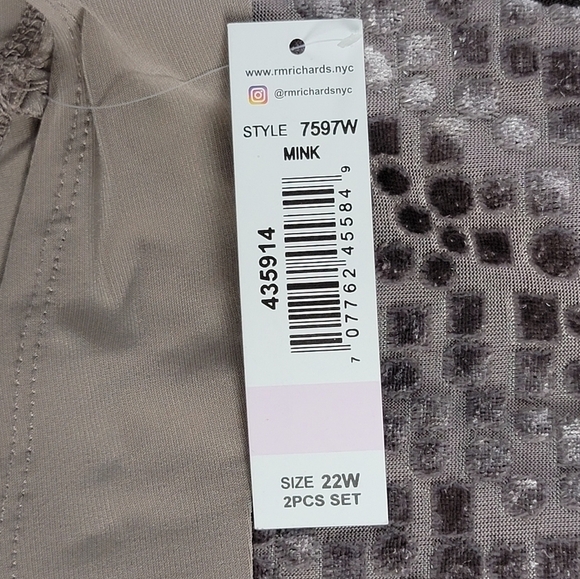 www.rmrichards.nyc
@rmrichardsnyc
STYLE 7597W
MINK
435914
7 07762 45584 9
SIZE 22W
2PCS SET